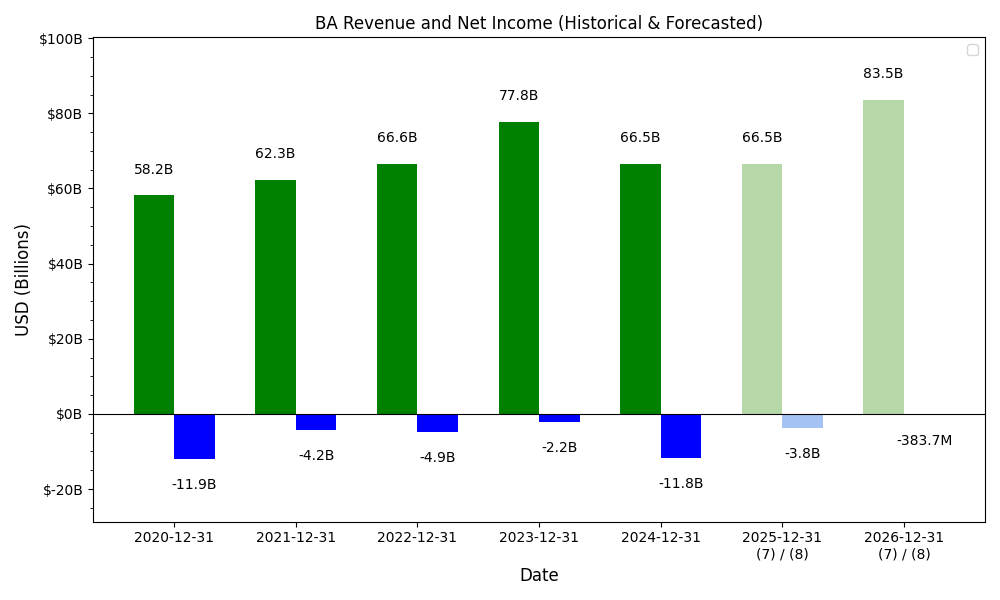 BA Revenue and Net Income (Historical & Forecasted)
$100B
$80B
$60B
$40B
$20B
$0B
$-20B
USD (Billions)
58.2B
62.3B
66.6B
77.8B
66.5B
66.5B
83.5B
-11.9B
-4.2B
-4.9B
-2.2B
-11.8B
-3.8B
-383.7M
2020-12-31
2021-12-31
2022-12-31
2023-12-31
2024-12-31
2025-12-31
(7) / (8)
2026-12-31
(7) / (8)
Date